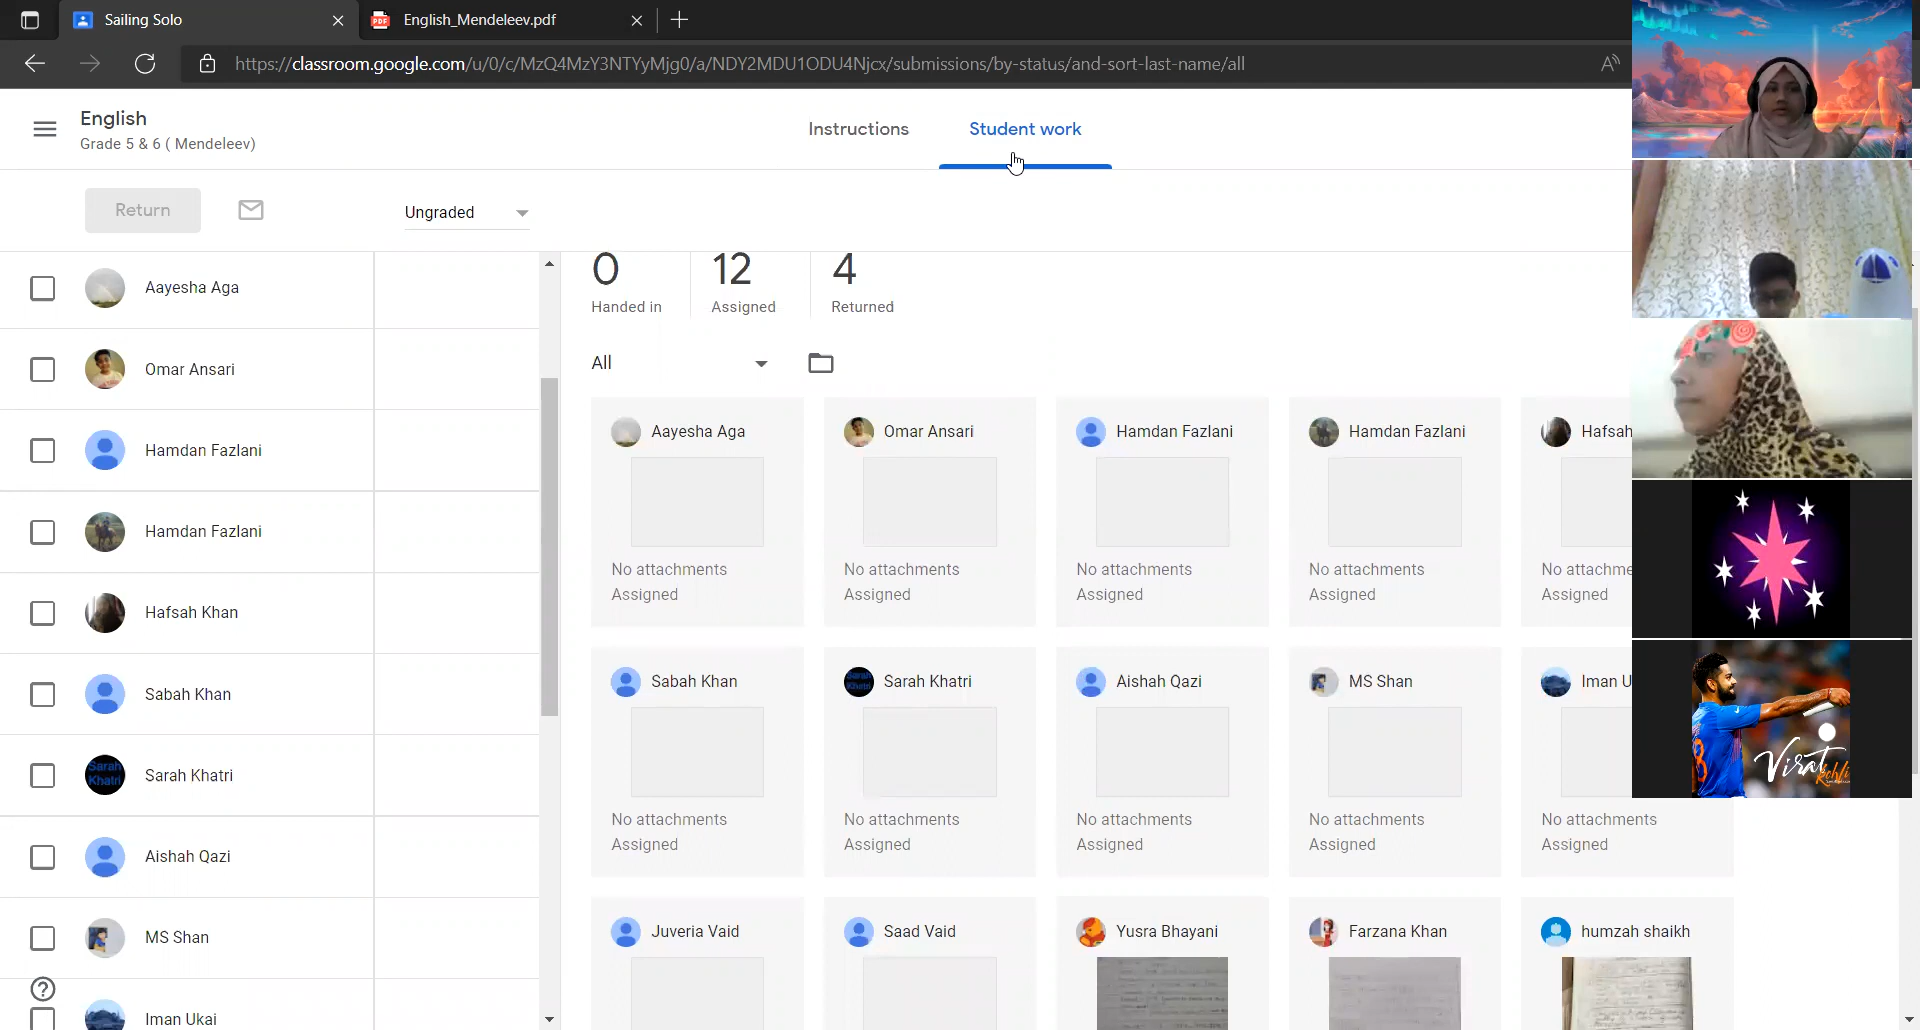 Sailing Solo
English_Mendeleev.pdf
https://classroom.google.com/u/0/c/MzQ4MzY3NTYyMjg0/a/NDY2MDU1ODU4Njcx/submissions/by-status/and-sort-last-name/all
English
Grade 5 & 6 ( Mendeleev)
Instructions
Student work
Return
Ungraded
Aayesha Aga
Omar Ansari
Hamdan Fazlani
Hamdan Fazlani
Hafsah Khan
Sabah Khan
Sarah Khatri
Sarah Khatri
Aishah Qazi
MS Shan
Iman Ukai
0 12 4
Handed in Assigned Returned
All
Aayesha Aga Omar Ansari Hamdan Fazlani Hamdan Fazlani Hafsah
No attachments No attachments No attachments No attachments No attachme
Assigned Assigned Assigned Assigned Assigned
Sabah Khan Sarah Khatri Aishah Qazi MS Shan Iman U
No attachments No attachments No attachments No attachments No attachments
Assigned Assigned Assigned Assigned Assigned
Juveria Vaid Saad Vaid Yusra Bhayani Farzana Khan humzah shaikh
Virat
Kohli